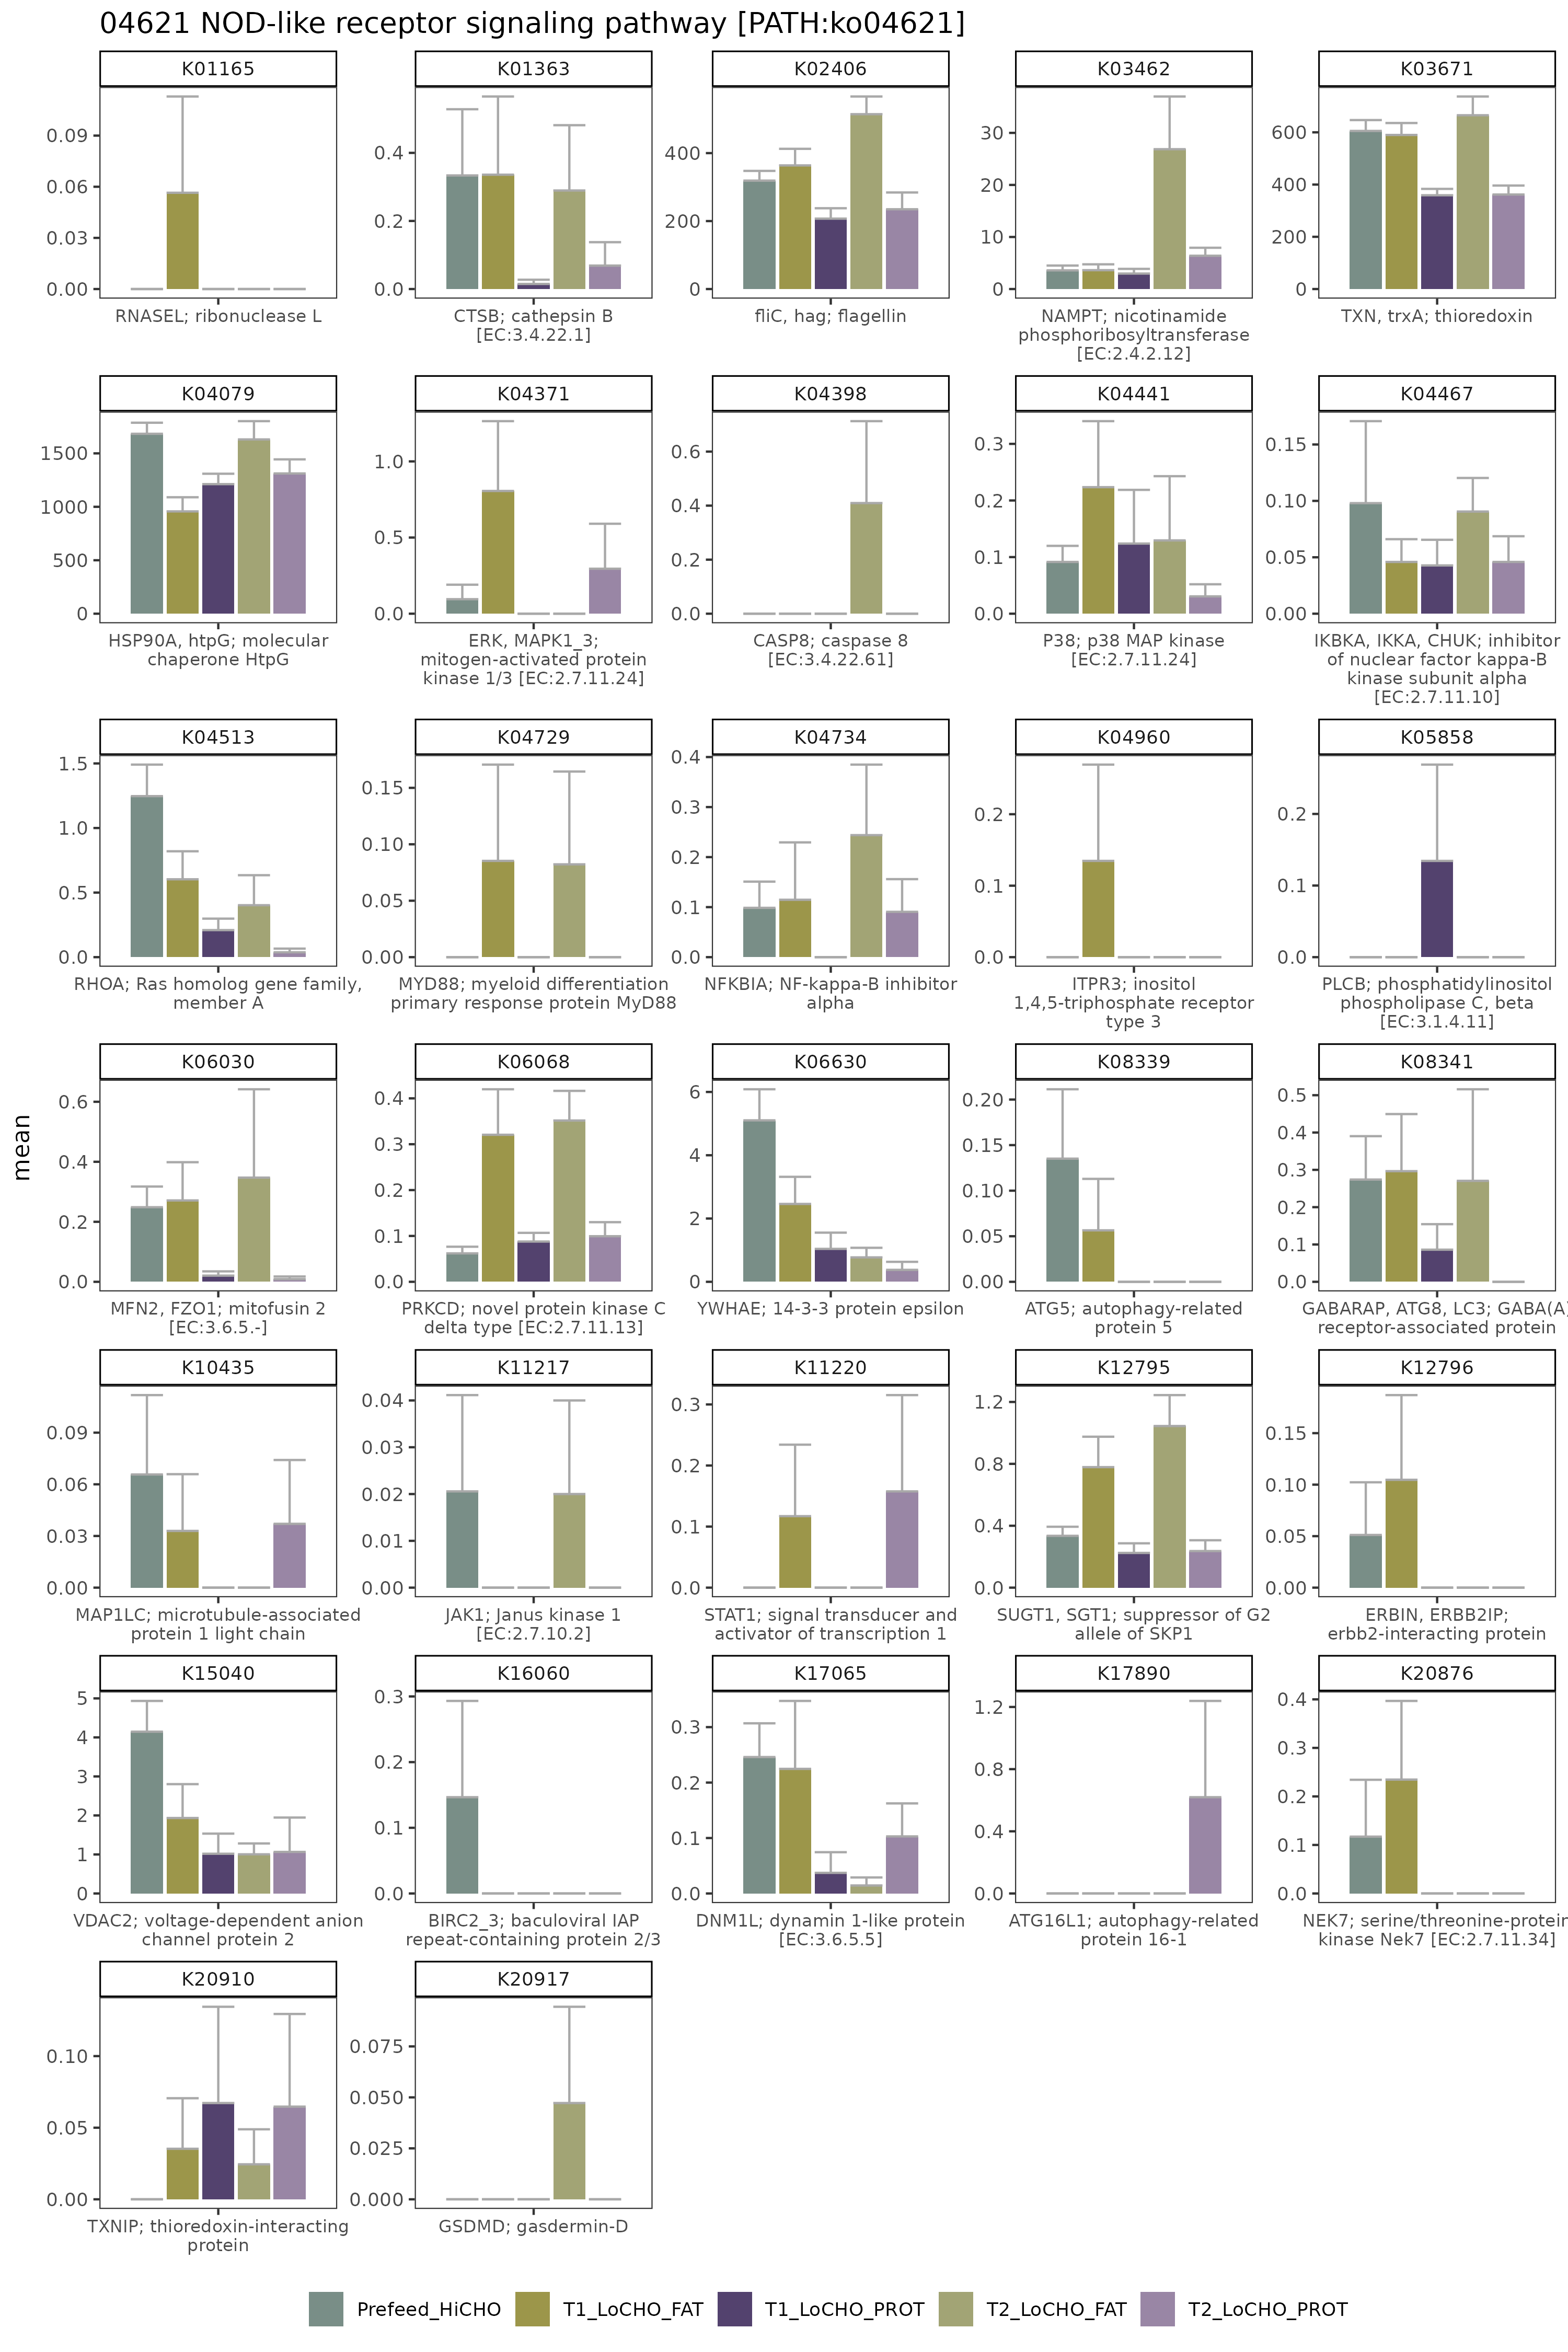 04621 NOD-like receptor signaling pathway [PATH:ko04621]
K01165
K01363
K02406
K03462
K03671
0.09
0.06
0.03
0.00
0.4
0.2
0.0
400
200
0
30
20
10
0
600
400
200
0
RNASEL; ribonuclease L
CTSB; cathepsin B
[EC:3.4.22.1]
fliC, hag; flagellin
NAMPT; nicotinamide
phosphoribosyltransferase
[EC:2.4.2.12]
TXN, trxA; thioredoxin
K04079
K04371
K04398
K04441
K04467
1500
1000
500
0
1.0
0.5
0.0
0.6
0.4
0.2
0.0
0.3
0.2
0.1
0.0
0.15
0.10
0.05
0.00
HSP90A, htpG; molecular
chaperone HtpG
ERK, MAPK1_3;
mitogen-activated protein
kinase 1/3 [EC:2.7.11.24]
CASP8; caspase 8
[EC:3.4.22.61]
P38; p38 MAP kinase
[EC:2.7.11.24]
IKBKA, IKKA, CHUK; inhibitor
of nuclear factor kappa-B
kinase subunit alpha
[EC:2.7.11.10]
K04513
K04729
K04734
K04960
K05858
1.5
1.0
0.5
0.0
0.15
0.10
0.05
0.00
0.4
0.3
0.2
0.1
0.0
0.2
0.1
0.0
0.2
0.1
0.0
RHOA; Ras homolog gene family,
member A
MYD88; myeloid differentiation
primary response protein MyD88
NFKBIA; NF-kappa-B inhibitor
alpha
ITPR3; inositol
1,4,5-triphosphate receptor
type 3
PLCB; phosphatidylinositol
phospholipase C, beta
[EC:3.1.4.11]
mean
K06030
K06068
K06630
K08339
K08341
0.6
0.4
0.2
0.0
0.4
0.3
0.2
0.1
0.0
6
4
2
0
0.20
0.15
0.10
0.05
0.00
0.5
0.4
0.3
0.2
0.1
0.0
MFN2, FZO1; mitofusin 2
[EC:3.6.5.-]
PRKCD; novel protein kinase C
delta type [EC:2.7.11.13]
YWHAE; 14-3-3 protein epsilon
ATG5; autophagy-related
protein 5
GABARAP, ATG8, LC3; GABA(A)
receptor-associated protein
K10435
K11217
K11220
K12795
K12796
0.09
0.06
0.03
0.00
0.04
0.03
0.02
0.01
0.00
0.3
0.2
0.1
0.0
1.2
0.8
0.4
0.0
0.15
0.10
0.05
0.00
MAP1LC; microtubule-associated
protein 1 light chain
JAK1; Janus kinase 1
[EC:2.7.10.2]
STAT1; signal transducer and
activator of transcription 1
SUGT1, SGT1; suppressor of G2
allele of SKP1
ERBIN, ERBB2IP;
erbb2-interacting protein
K15040
K16060
K17065
K17890
K20876
5
4
3
2
1
0
0.3
0.2
0.1
0.0
0.3
0.2
0.1
0.0
1.2
0.8
0.4
0.0
0.4
0.3
0.2
0.1
0.0
VDAC2; voltage-dependent anion
channel protein 2
BIRC2_3; baculoviral IAP
repeat-containing protein 2/3
DNM1L; dynamin 1-like protein
[EC:3.6.5.5]
ATG16L1; autophagy-related
protein 16-1
NEK7; serine/threonine-protein
kinase Nek7 [EC:2.7.11.34]
K20910
K20917
0.10
0.05
0.00
0.075
0.050
0.025
0.000
TXNIP; thioredoxin-interacting
protein
GSDMD; gasdermin-D
Prefeed_HiCHO
T1_LoCHO_FAT
T1_LoCHO_PROT
T2_LoCHO_FAT
T2_LoCHO_PROT